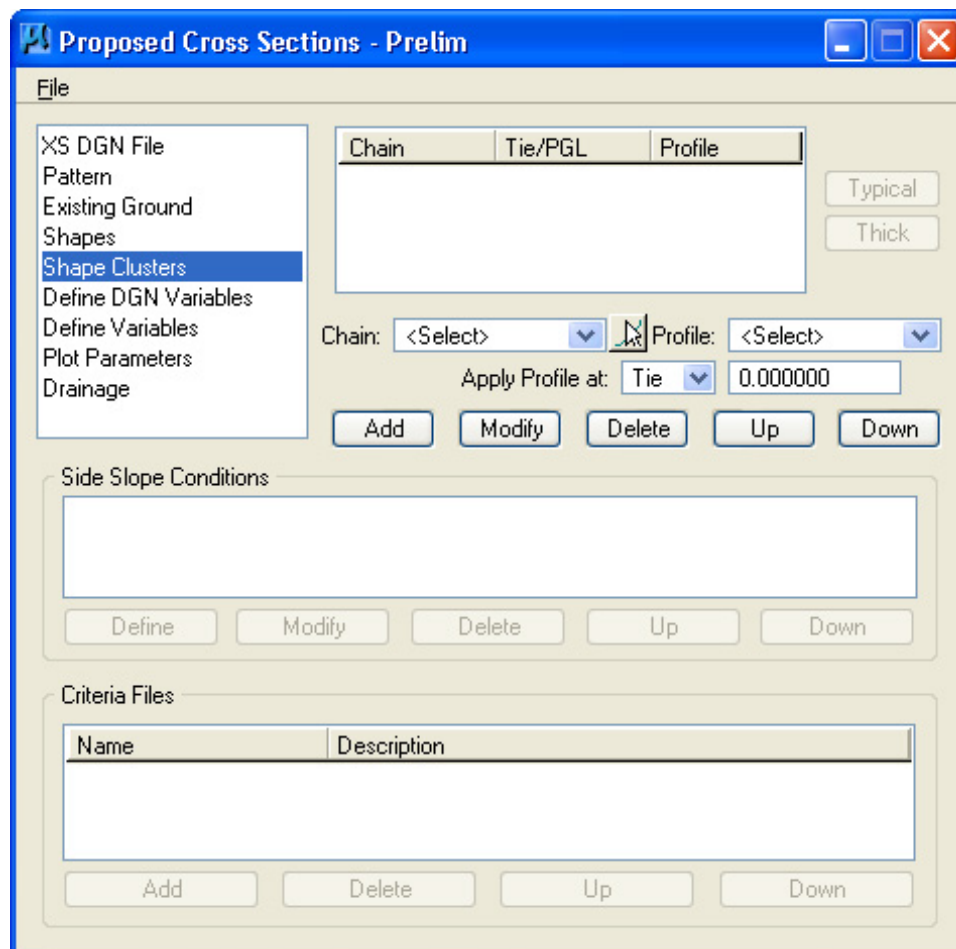 Proposed Cross Sections - Prelim
File
XS DGN File
Pattern
Existing Ground
Shapes
Shape Clusters
Define DGN Variables
Define Variables
Plot Parameters
Drainage
Chain Tie/PGL Profile
Typical
Thick
Chain: <Select> Profile: <Select>
Apply Profile at: Tie 0.000000
Add Modify Delete Up Down
Side Slope Conditions
Define Modify Delete Up Down
Criteria Files
Name Description
Add Delete Up Down